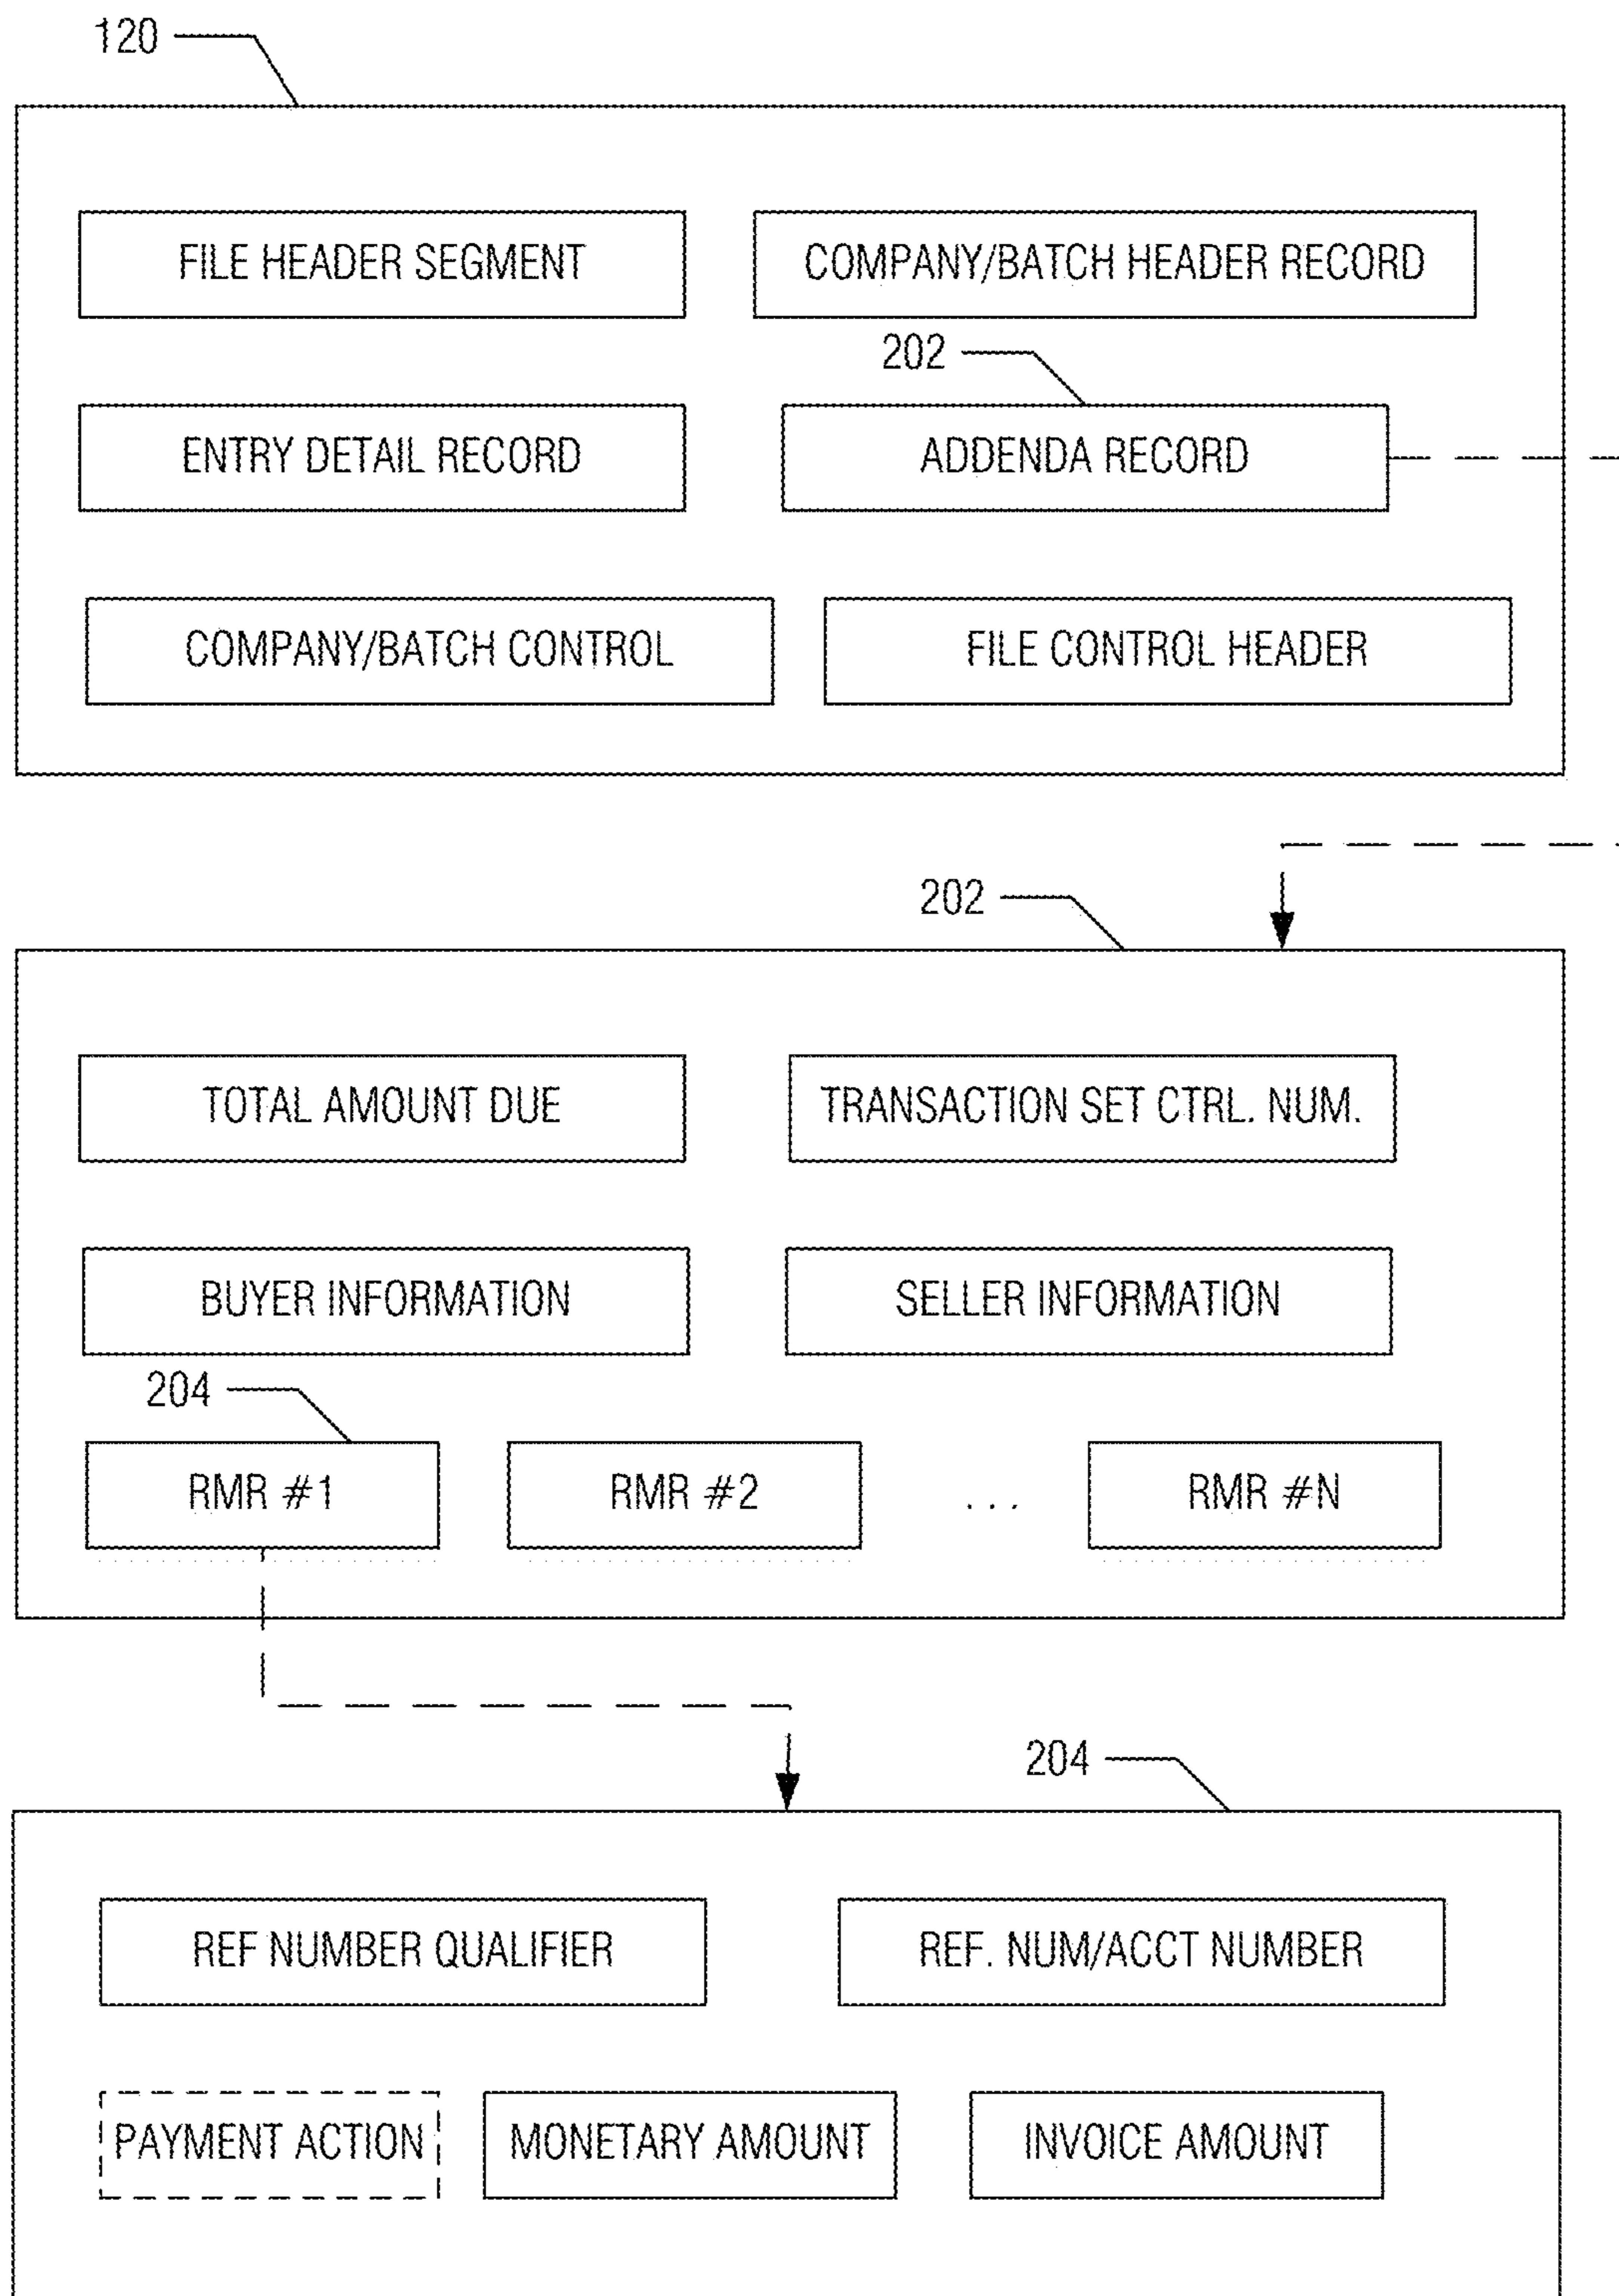 120
FILE HEADER SEGMENT
COMPANY/BATCH HEADER RECORD
202
ENTRY DETAIL RECORD
ADDENDA RECORD
COMPANY/BATCH CONTROL
FILE CONTROL HEADER
202
TOTAL AMOUNT DUE
TRANSACTION SET CTRL. NUM.
BUYER INFORMATION
SELLER INFORMATION
204
RMR #1
RMR #2
...
RMR #N
204
REF NUMBER QUALIFIER
REF. NUM/ACCT NUMBER
PAYMENT ACTION
MONETARY AMOUNT
INVOICE AMOUNT